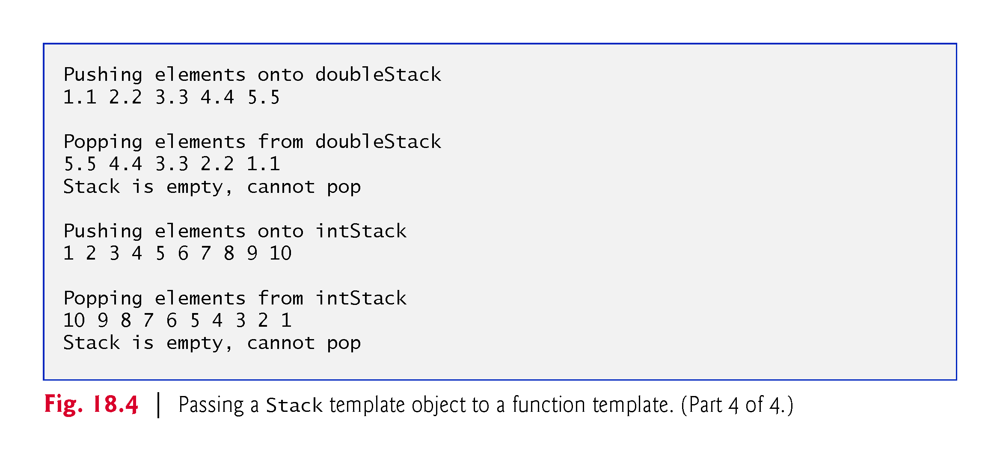 Pushing elements onto doubleStack
1.1 2.2 3.3 4.4 5.5
Popping elements from doubleStack
5.5 4.4 3.3 2.2 1.1
Stack is empty, cannot pop
Pushing elements onto intStack
1 2 3 4 5 6 7 8 9 10
Popping elements from intStack
10 9 8 7 6 5 4 3 2 1
Stack is empty, cannot pop
Fig. 18.4 | Passing a Stack template object to a function template. (Part 4 of 4.)